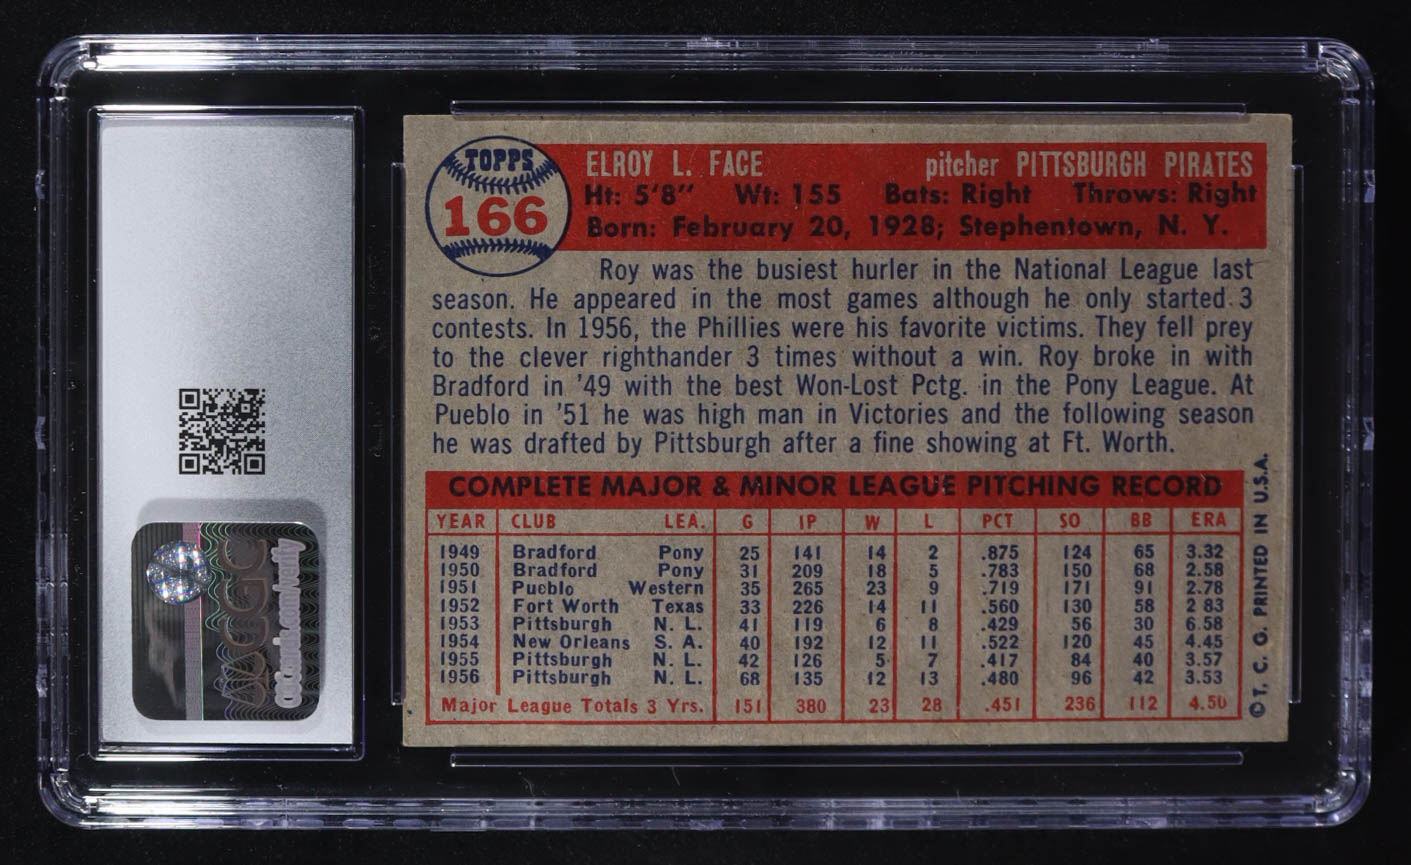 TOPPS
166
ELROY L. FACE pitcher PITTSBURGH PIRATES
Ht: 5'8" Wt: 155 Bats: Right Throws: Right
Born: February 20, 1928; Stephentown, N. Y.
Roy was the busiest hurler in the National League last
season. He appeared in the most games although he only started 3
contests. In 1956, the Phillies were his favorite victims. They fell prey
to the clever righthander 3 times without a win. Roy broke in with
Bradford in '49 with the best Won-Lost Pctg. in the Pony League. At
Pueblo in '51 he was high man in Victories and the following season
he was drafted by Pittsburgh after a fine showing at Ft. Worth.
COMPLETE MAJOR & MINOR LEAGUE PITCHING RECORD
YEAR CLUB LEA. G IP W L PCT SO BB ERA
1949 Bradford Pony 25 141 14 2 .875 124 65 3.32
1950 Bradford Pony 31 209 18 5 .783 150 68 2.58
1951 Pueblo Western 35 265 23 9 .719 171 91 2.78
1952 Fort Worth Texas 33 226 14 11 .560 130 58 2 83
1953 Pittsburgh N. L. 41 119 6 8 .429 56 30 6.58
1954 New Orleans S. A. 40 192 12 11 .522 120 45 4.45
1955 Pittsburgh N. L. 42 126 5 7 .417 84 40 3.57
1956 Pittsburgh N. L. 68 135 12 13 .480 96 42 3.53
Major League Totals 3 Yrs. 151 380 23 28 .451 236 112 4.50
©T. C. G. PRINTED IN U.S.A.